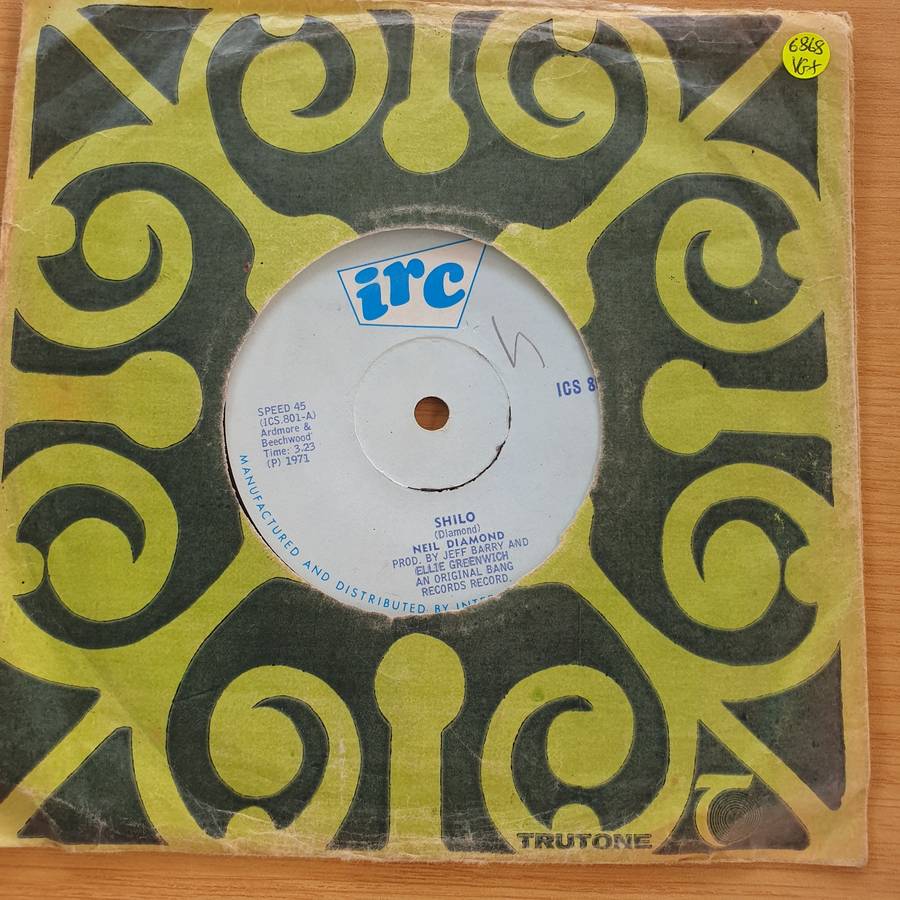 6868
VG+
irc
ICS 8
SPEED 45
(ICS.801-A)
Ardmore &
Beechwood
Time: 3.23
(P) 1971
SHILO
(Diamond)
NEIL DIAMOND
PROD. BY JEFF BARRY AND
ELLIE GREENWICH
AN ORIGINAL BANG
RECORDS RECORD.
MANUFACTURED AND DISTRIBUTED BY INTER
TRUTONE